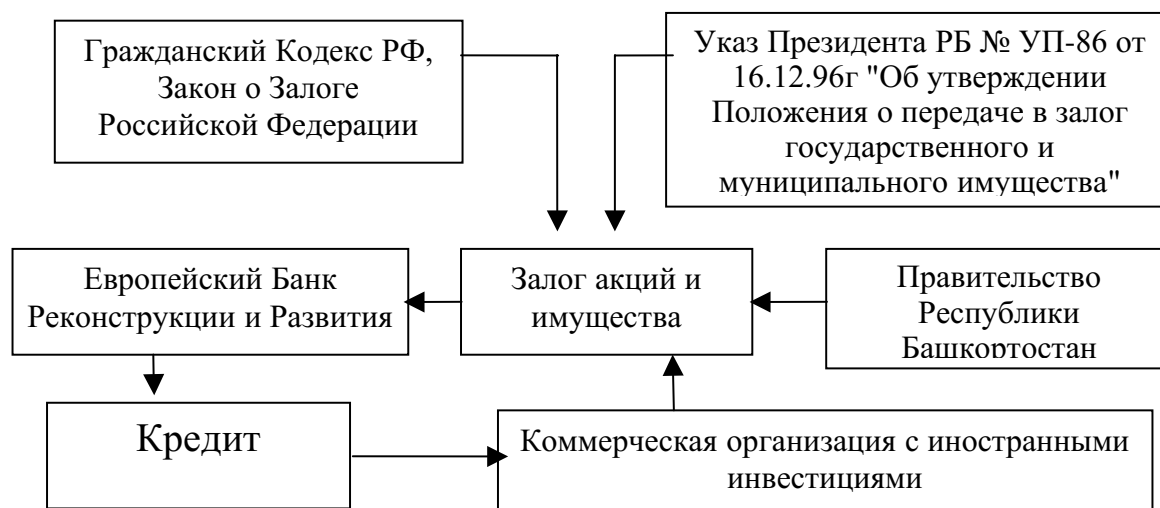 Гражданский Кодекс РФ,
Закон о Залоге
Российской Федерации
Указ Президента РБ № УП-86 от
16.12.96г "Об утверждении
Положения о передаче в залог
государственного и
муниципального имущества"
Европейский Банк
Реконструкции и Развития
Залог акций и
имущества
Правительство
Республики
Башкортостан
Кредит
Коммерческая организация с иностранными
инвестициями